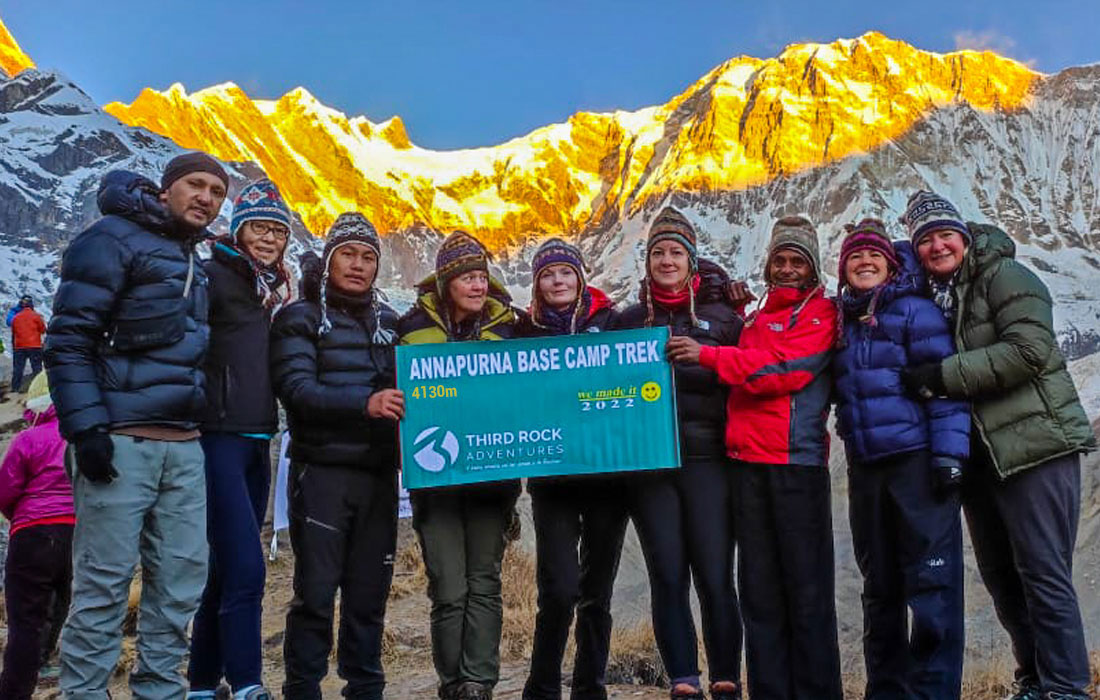 ANNAPURNA BASE CAMP TREK
4130m
we made it
2022
THIRD ROCK
ADVENTURES